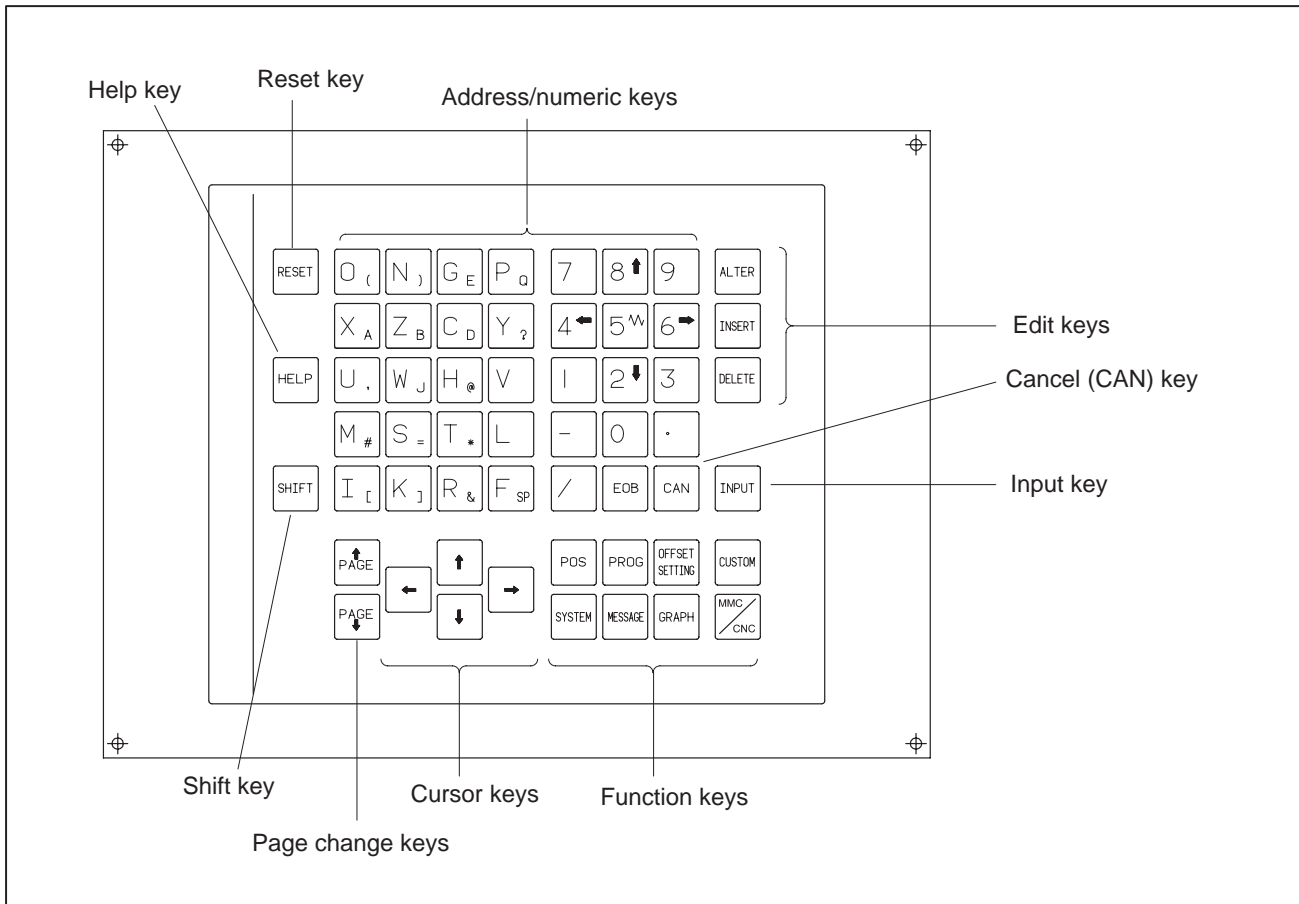 Reset key
Help key
Address/numeric keys
RESET O ( N ) G E P Q 7 8 9 ALTER
X A Z B C D Y ? 4 5 6 INSERT
HELP U , W J H @ V 1 2 3 DELETE
M # S = T * L - 0 .
SHIFT I [ K ] R & F SP / EOB CAN INPUT
PAGE POS PROG OFFSET SETTING CUSTOM
PAGE SYSTEM MESSAGE GRAPH MMC/CNC
Edit keys
Cancel (CAN) key
Input key
Shift key
Cursor keys
Function keys
Page change keys